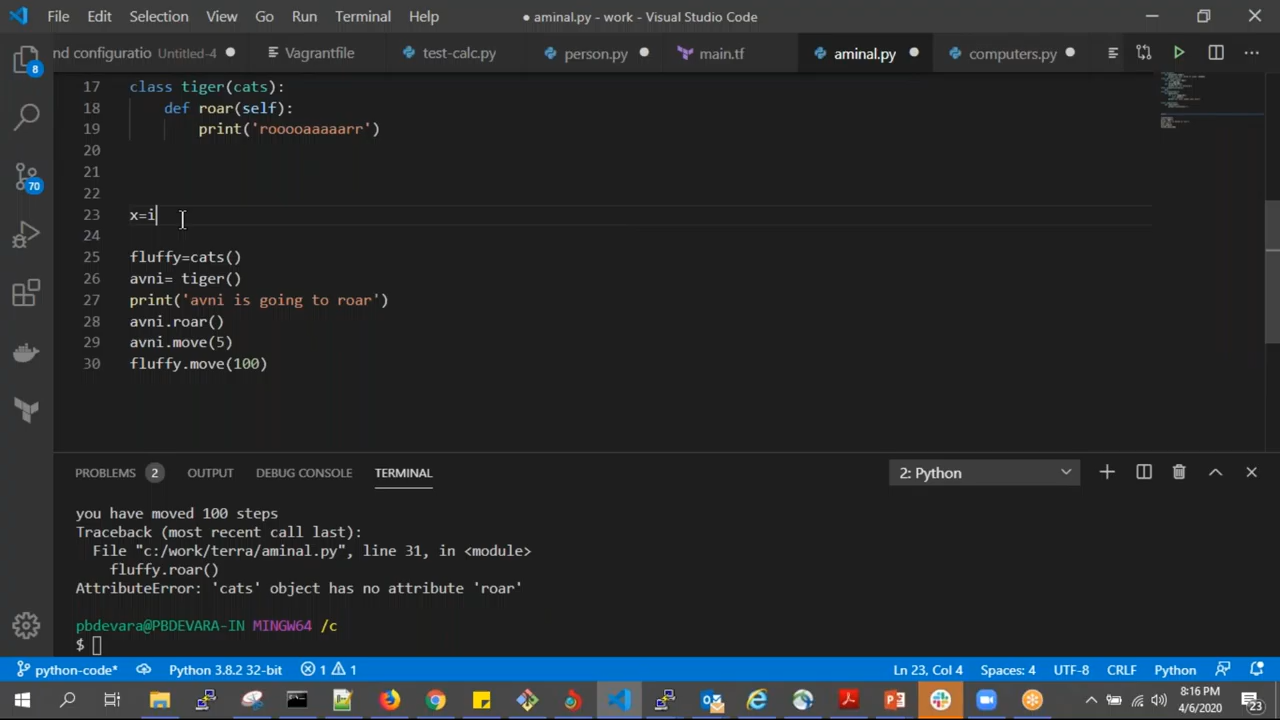 File Edit View Go Run Terminal Help ● aminal.py - work - Visual Studio Code
nd configuratio Untitled-4 Vagrantfile test-calc.py person.py main.tf aminal.py computers.py
17 class tiger(cats):
18 def roar(self):
19 print('rooooaaaaarr')
20
21
22
23 x=i
24
25 fluffy=cats()
26 avni= tiger()
27 print('avni is going to roar')
28 avni.roar()
29 avni.move(5)
30 fluffy.move(100)
8
70
PROBLEMS 2 OUTPUT DEBUG CONSOLE TERMINAL 2: Python
you have moved 100 steps
Traceback (most recent call last):
File "c:/work/terra/aminal.py", line 31, in <module>
fluffy.roar()
AttributeError: 'cats' object has no attribute 'roar'
pbdevara@PBDEVARA-IN MINGW64 /c
$
python-code* Python 3.8.2 32-bit 1 1 Ln 23, Col 4 Spaces: 4 UTF-8 CRLF Python
8:16 PM
4/6/2020
23